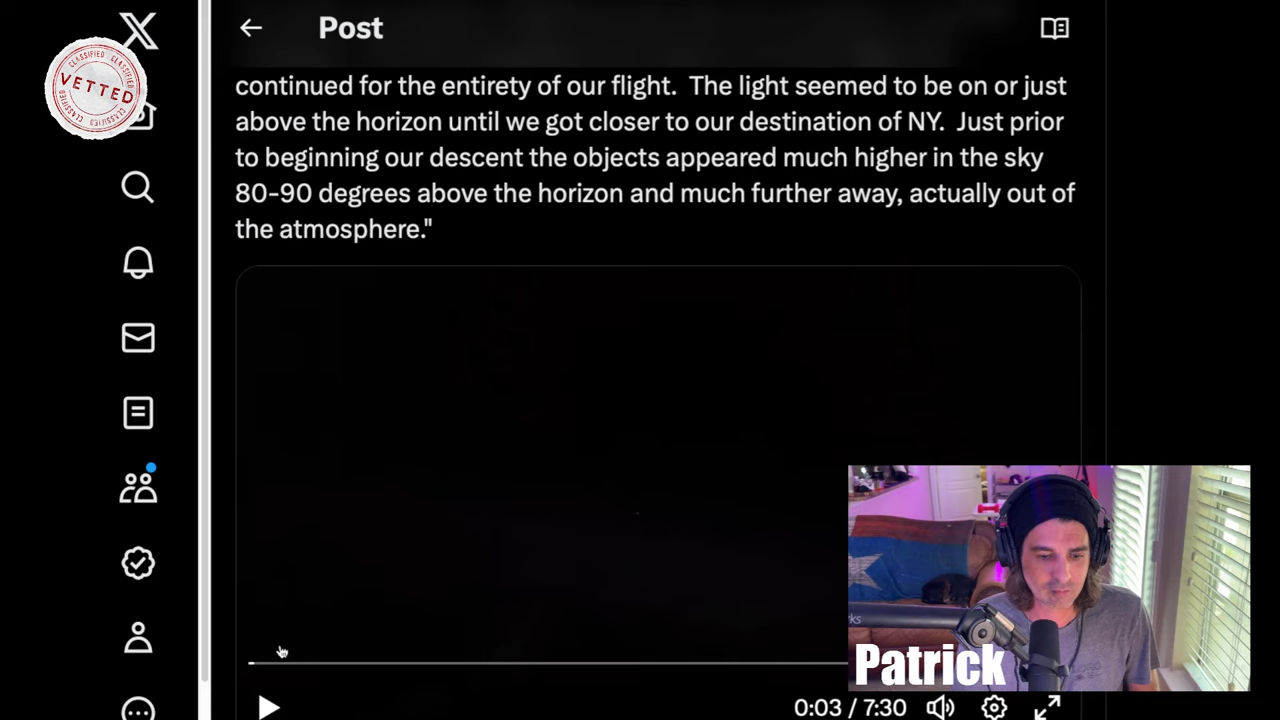 Post
CLASSIFIED CLASSIFIED
VETTED
CLASSIFIED CLASSIFIED
continued for the entirety of our flight.  The light seemed to be on or just
above the horizon until we got closer to our destination of NY.  Just prior
to beginning our descent the objects appeared much higher in the sky
80-90 degrees above the horizon and much further away, actually out of
the atmosphere."
Patrick
0:03 / 7:30